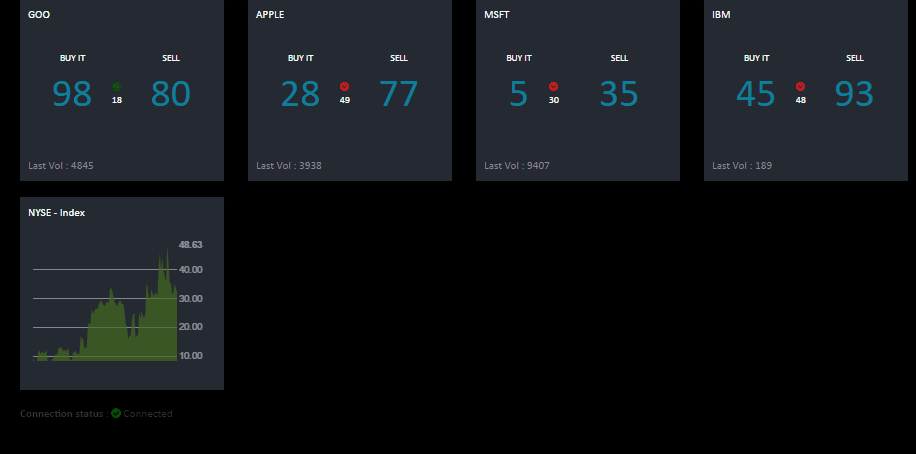 GOO
BUY IT SELL
98 18 80
Last Vol : 4845
APPLE
BUY IT SELL
28 49 77
Last Vol : 3938
MSFT
BUY IT SELL
5 30 35
Last Vol : 9407
IBM
BUY IT SELL
45 48 93
Last Vol : 189
NYSE - Index
48.63
40.00
30.00
20.00
10.00
Connection status : Connected